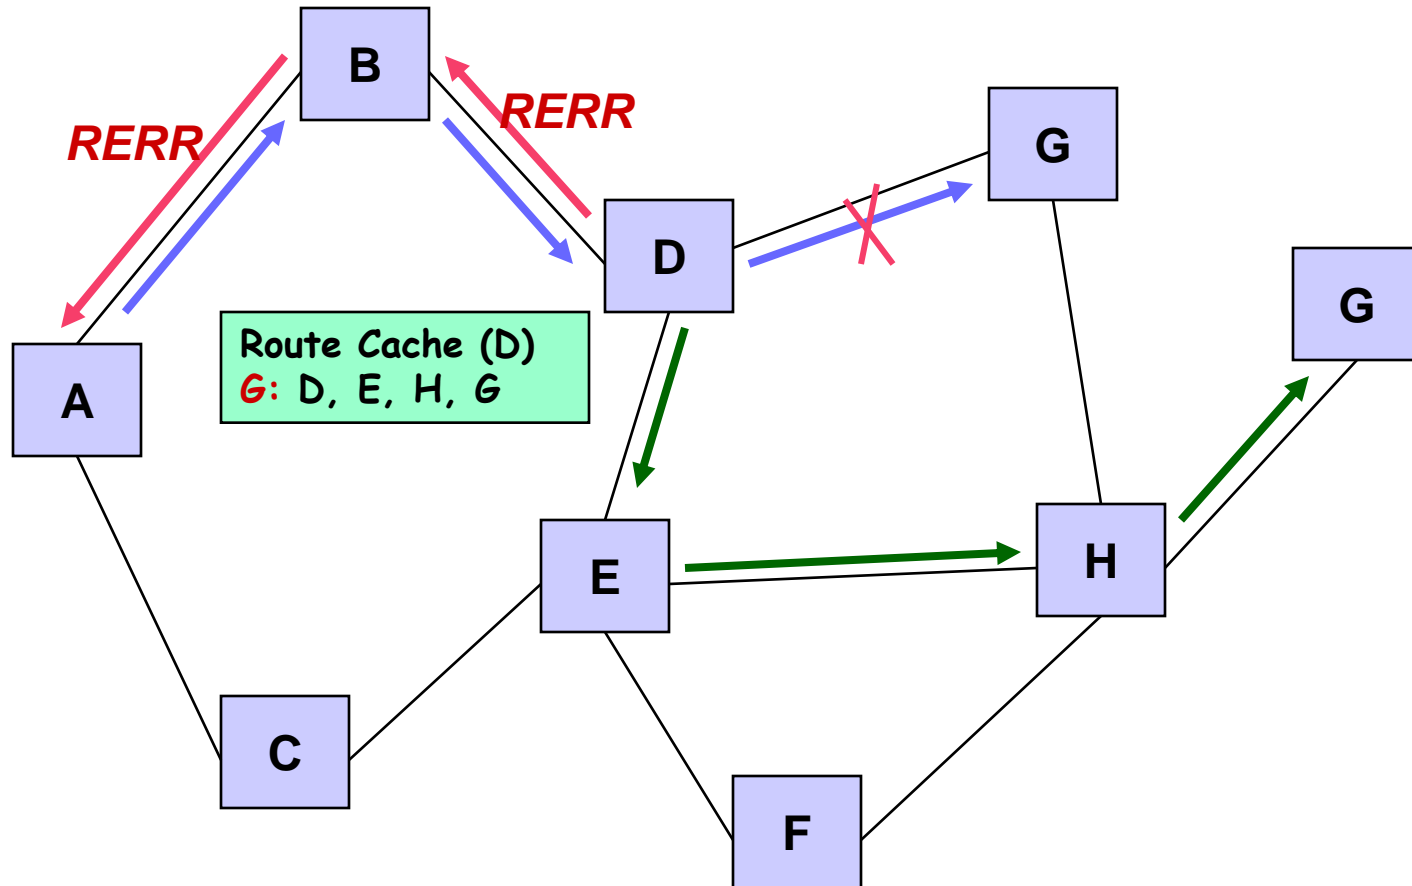 B
RERR
RERR
G
D
G
Route Cache (D)
G: D, E, H, G
A
H
E
C
F